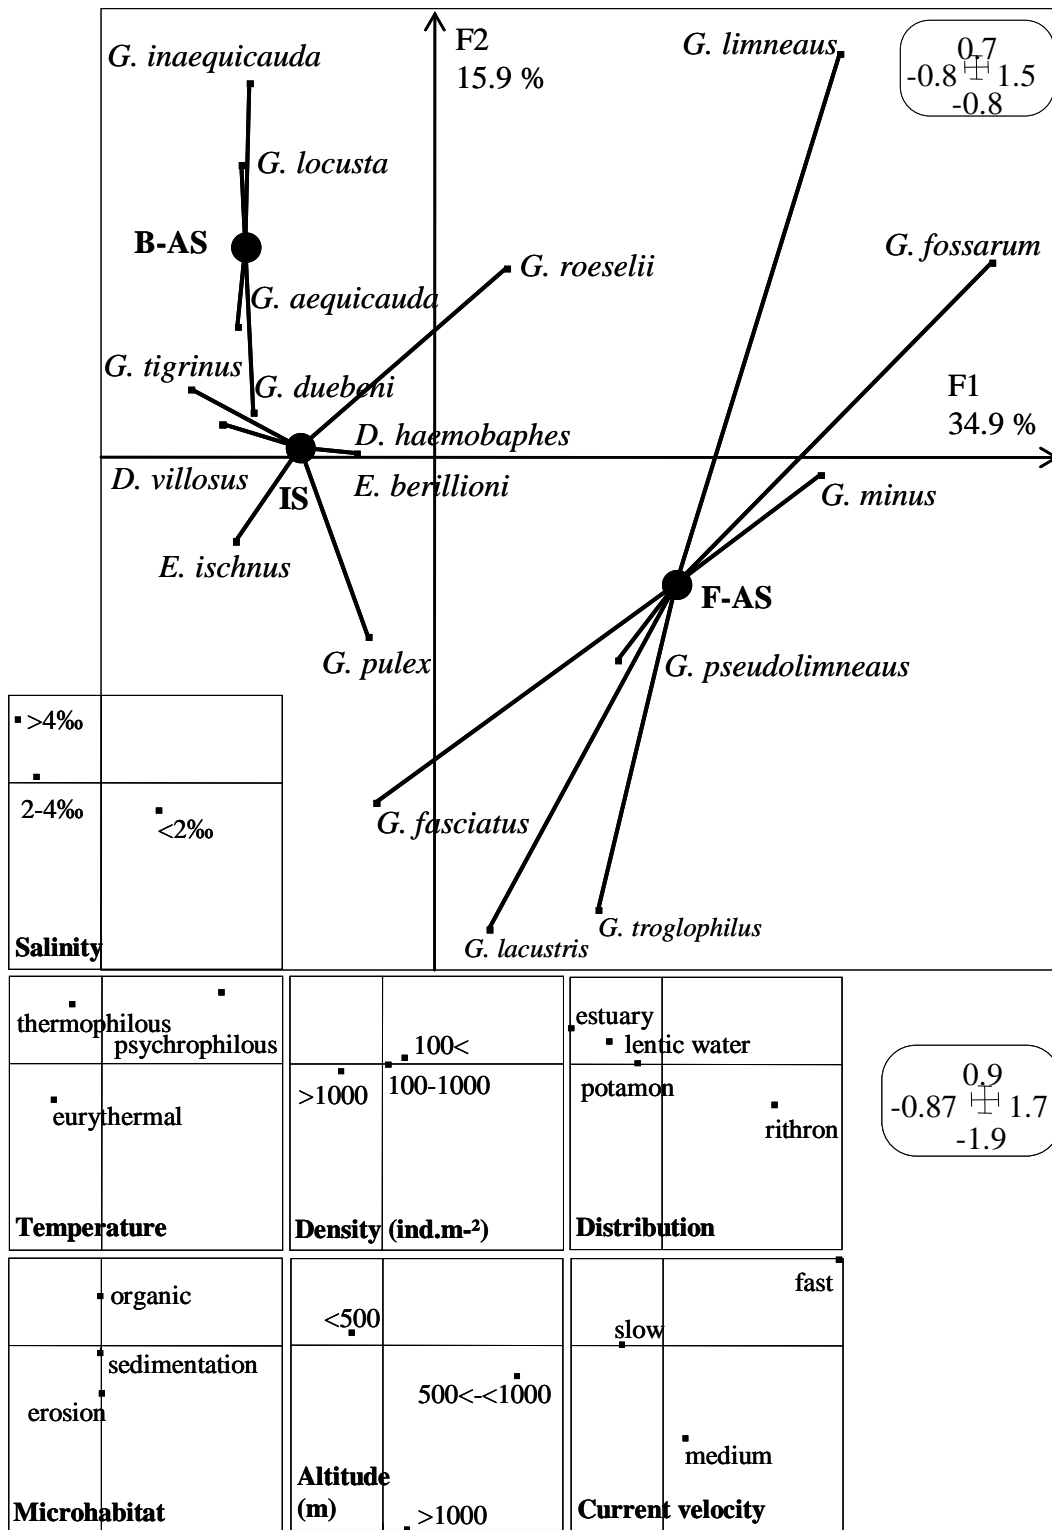 G. inaequicauda
F2
15.9 %
G. limneaus
0.7
-0.8 1.5
-0.8
G. locusta
B-AS
G. roeselii
G. fossarum
G. aequicauda
G. tigrinus
G. duebeni
F1
34.9 %
D. haemobaphes
D. villosus
IS
E. berillioni
G. minus
E. ischnus
F-AS
G. pulex
G. pseudolimneaus
>4‰
2-4‰
<2‰
G. fasciatus
Salinity
G. lacustris
G. troglophilus
thermophilous
psychrophilous
eurythermal
Temperature
100<
100-1000
>1000
Density (ind.m-²)
estuary
lentic water
potamon
rithron
Distribution
0.9
-0.87 1.7
-1.9
organic
sedimentation
erosion
Microhabitat
<500
500<-<1000
Altitude
(m)
>1000
fast
slow
medium
Current velocity